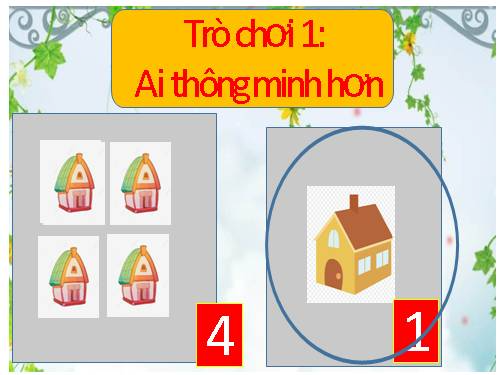 Trò chơi 1:
Ai thông minh hơn
4
1